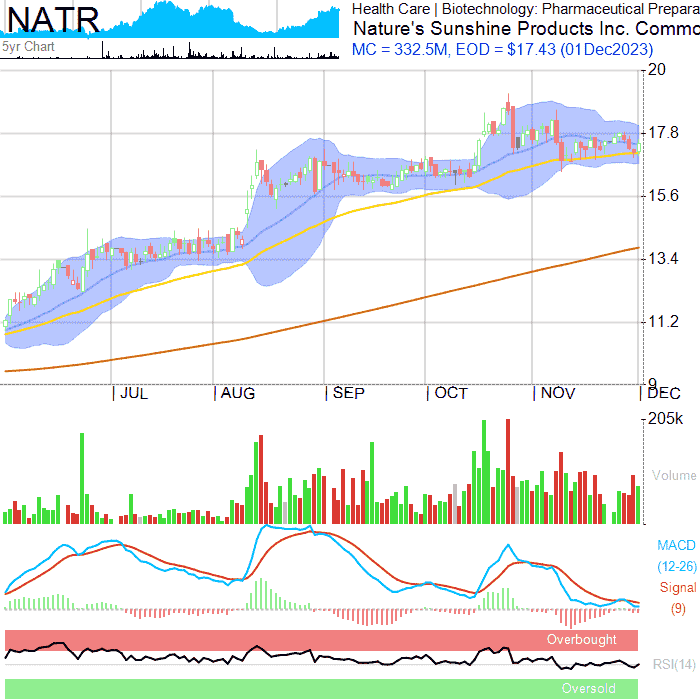 NATR
5yr Chart
Health Care | Biotechnology: Pharmaceutical Prepara
Nature's Sunshine Products Inc. Commo
MC = 332.5M, EOD = $17.43 (01Dec2023)
20
17.8
15.6
13.4
11.2
9
JUL AUG SEP OCT NOV DEC
205k
Volume
MACD
(12-26)
Signal
(9)
Overbought
RSI(14)
Oversold